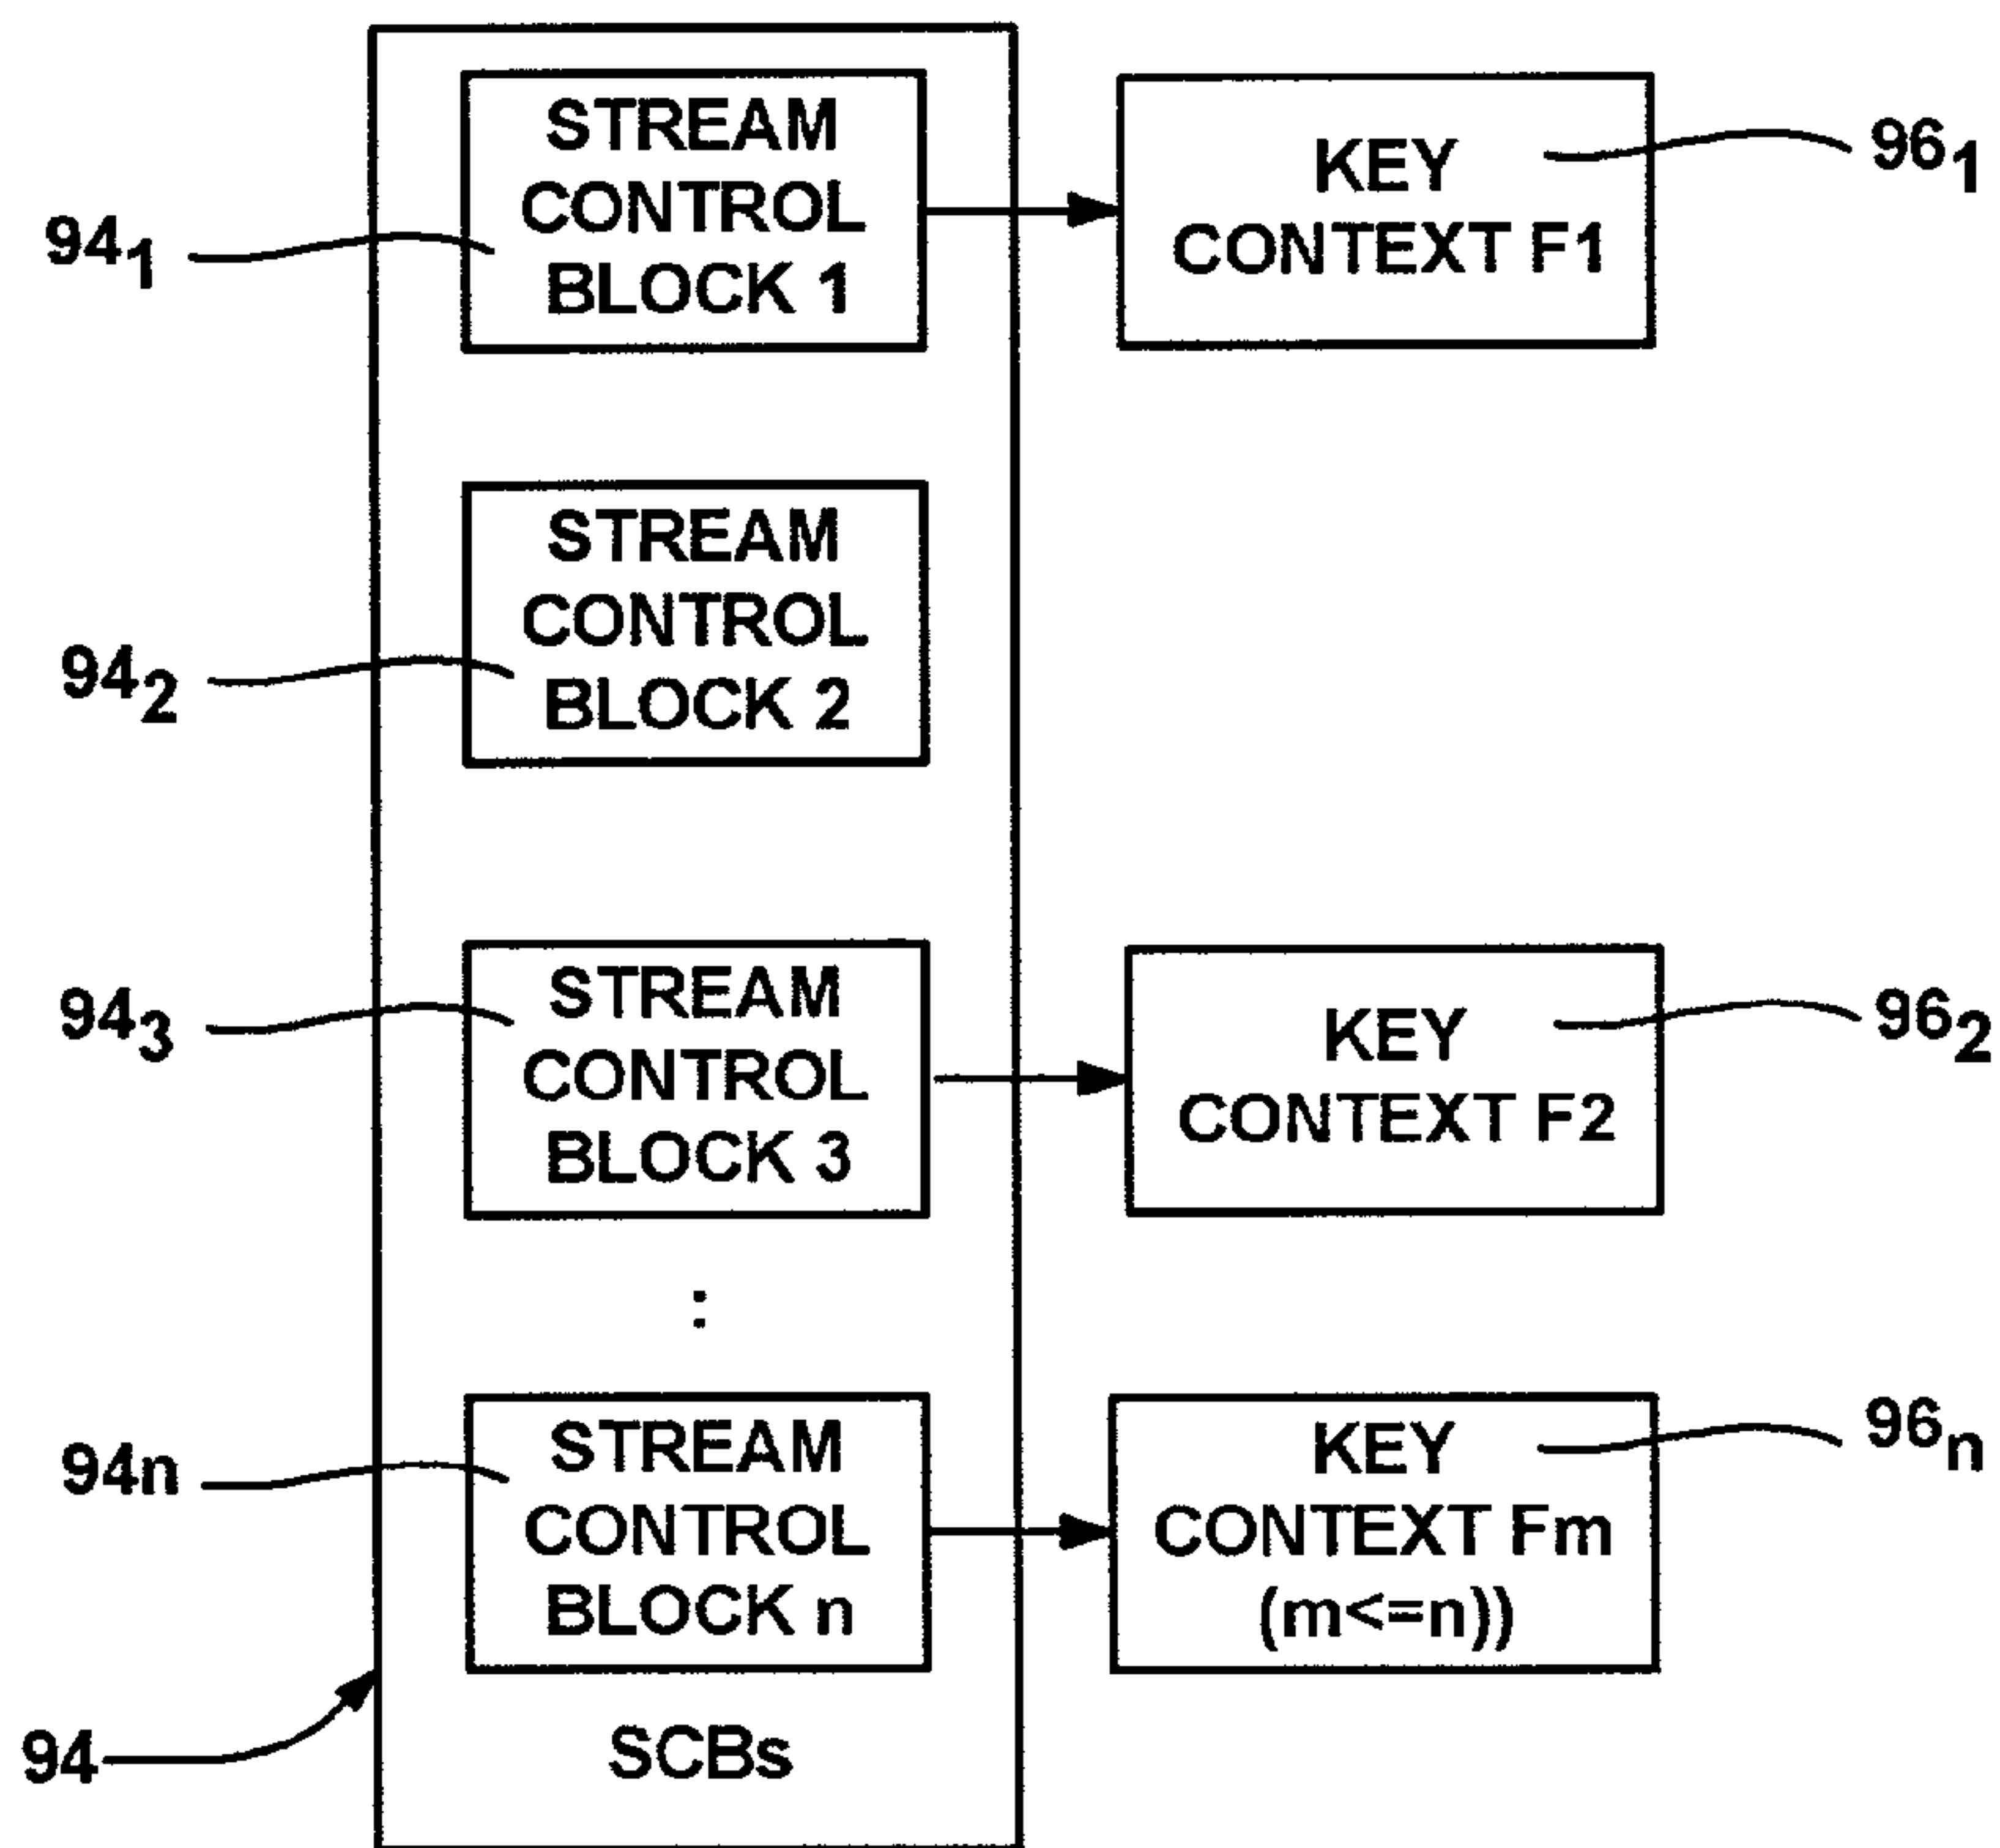 STREAM
CONTROL
BLOCK 1
94₁
KEY
CONTEXT F1
96₁
STREAM
CONTROL
BLOCK 2
94₂
STREAM
CONTROL
BLOCK 3
94₃
KEY
CONTEXT F2
96₂
:
STREAM
CONTROL
BLOCK n
94n
KEY
CONTEXT Fm
(m<=n))
96ₙ
SCBs
94